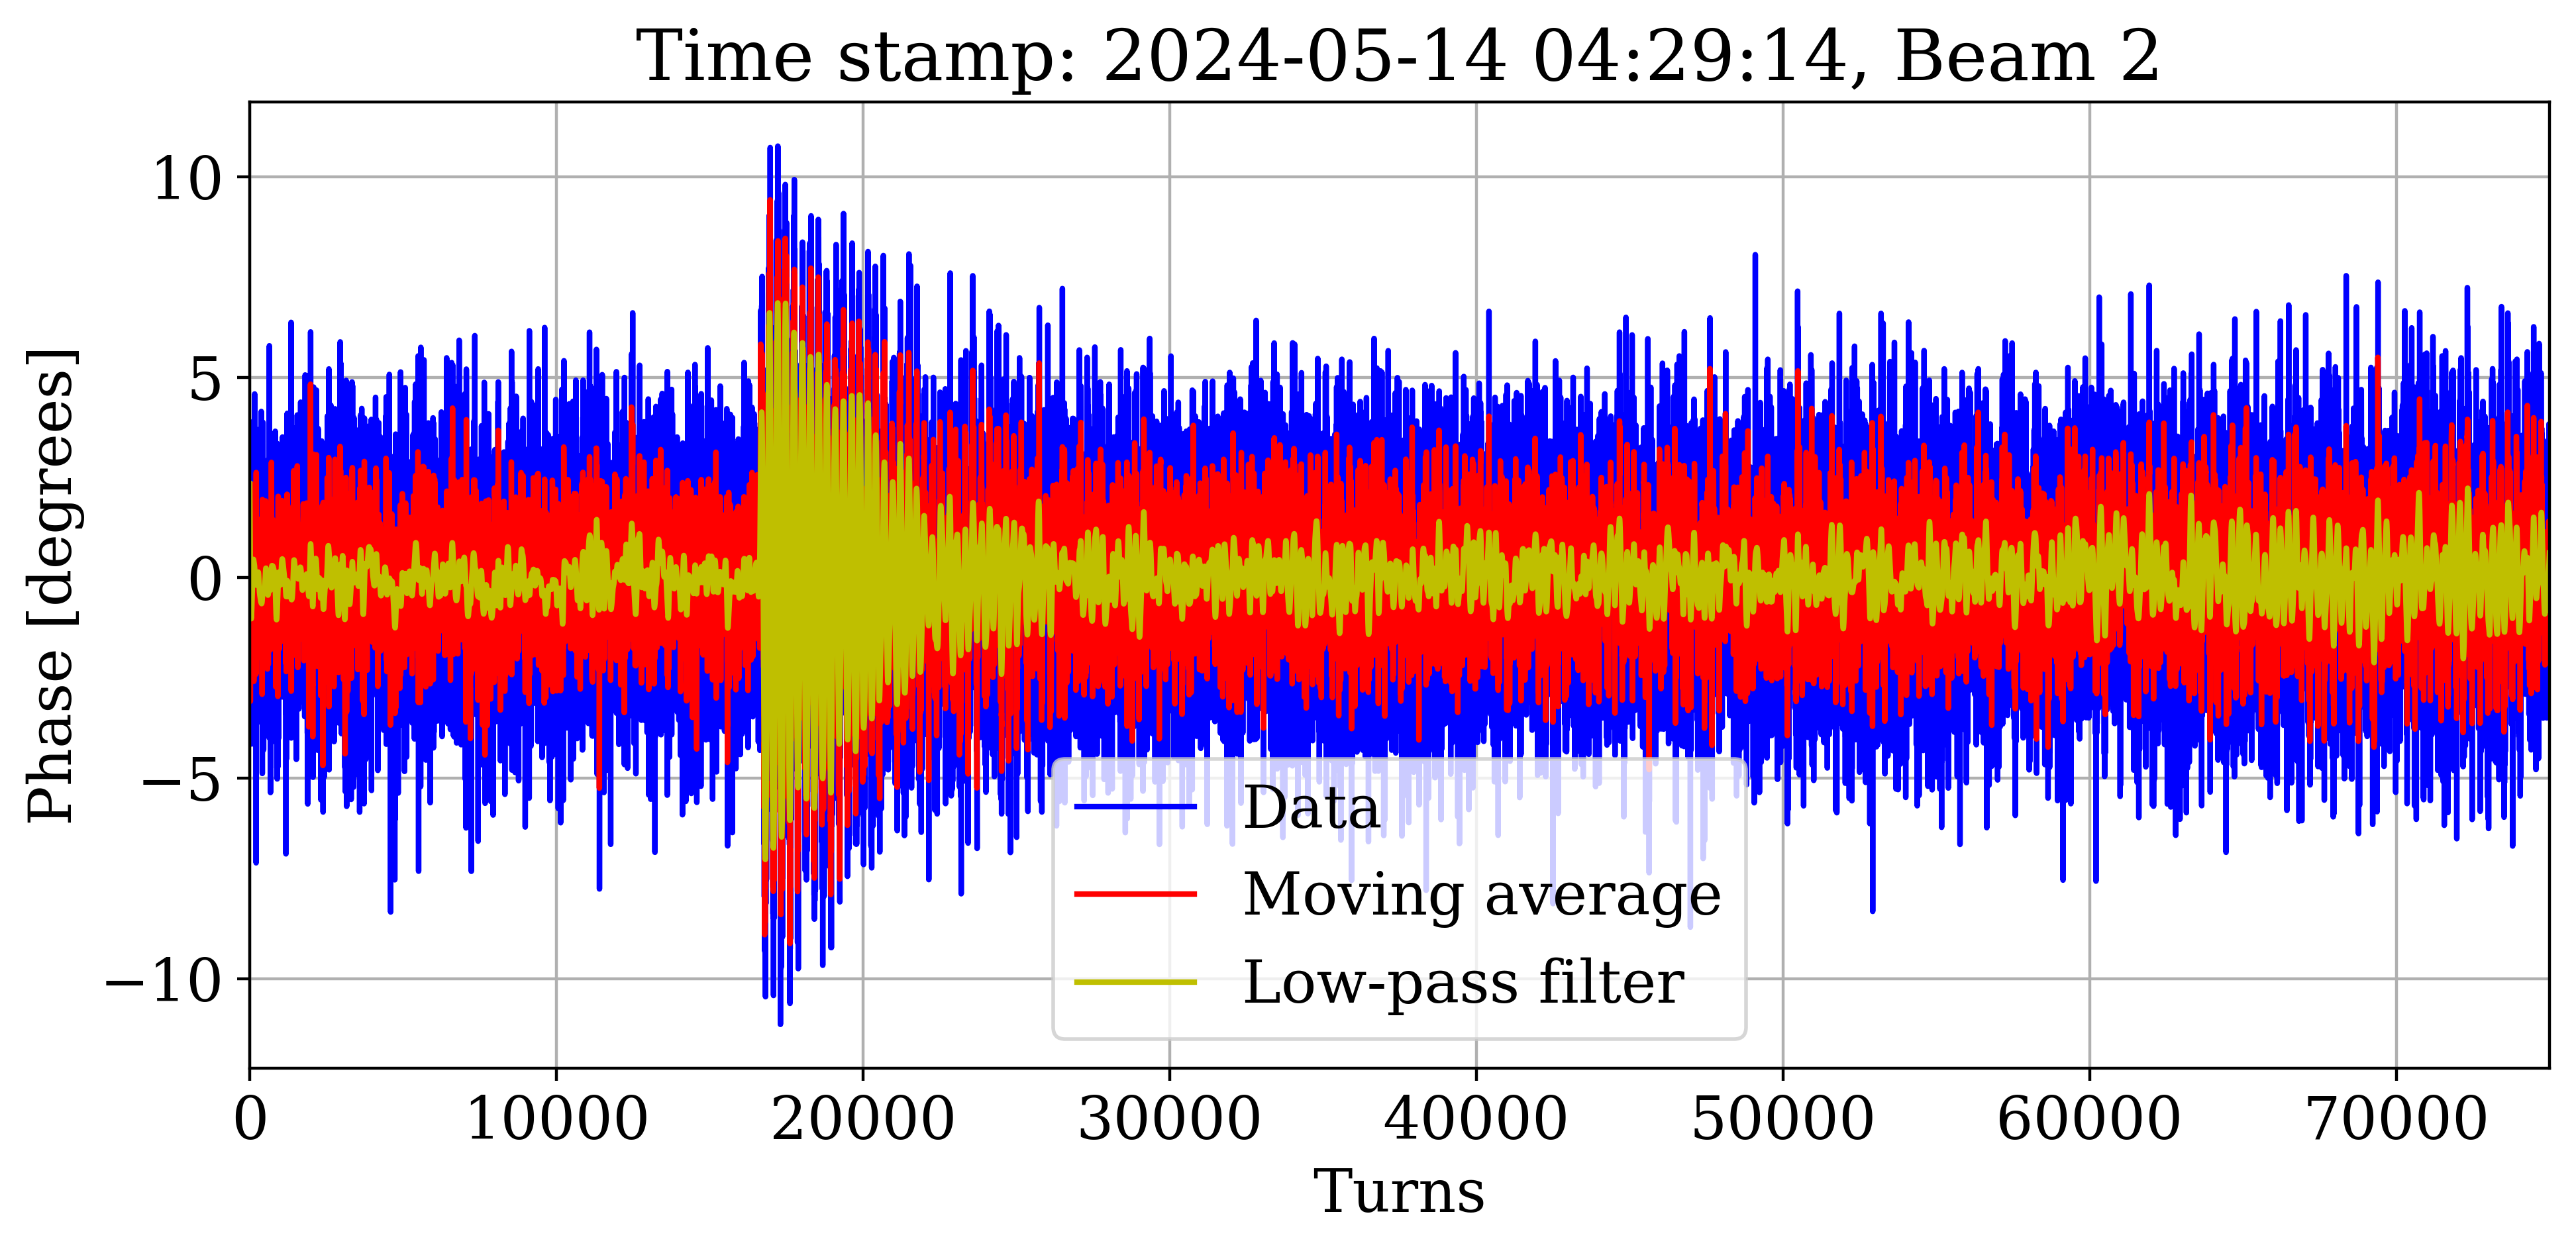 Time stamp: 2024-05-14 04:29:14, Beam 2
Phase [degrees]
10
5
0
−5
−10
Data
Moving average
Low-pass filter
0 10000 20000 30000 40000 50000 60000 70000
Turns